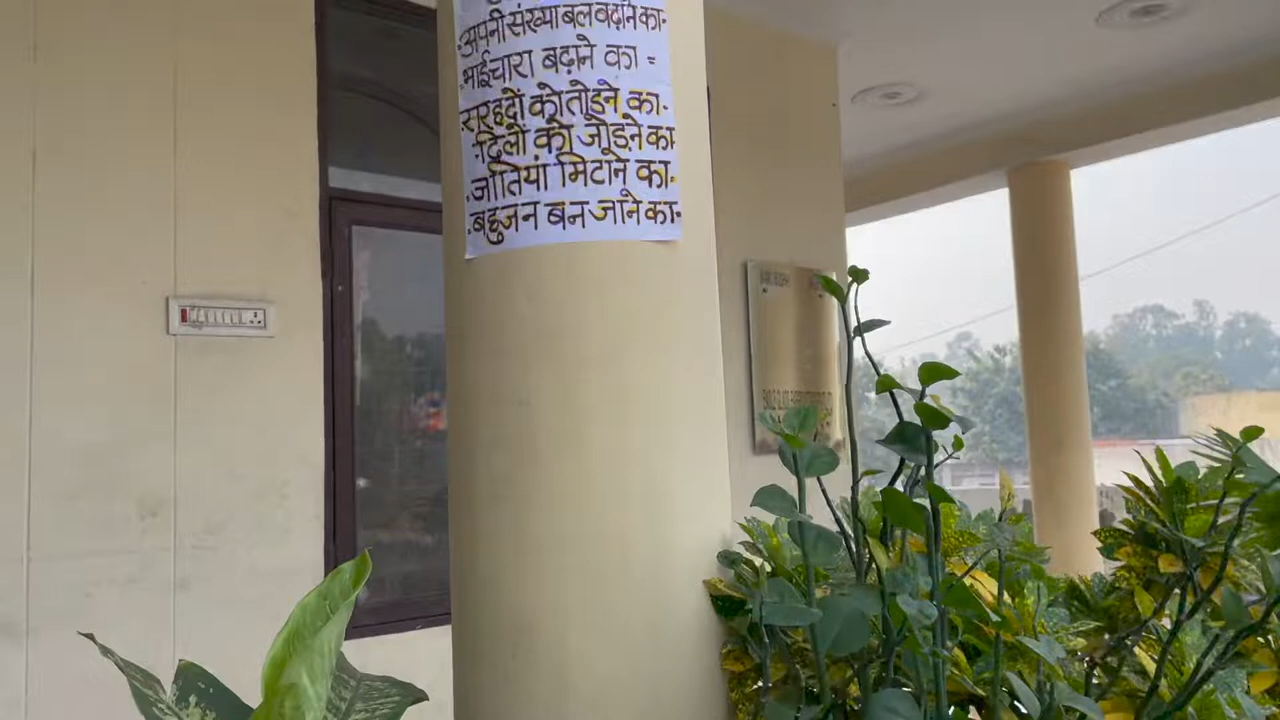 अपनी संख्या बल बढ़ाने का-
भाईचारा बढ़ाने का =
सरहदों को तोड़ने का-
दिलों को जोड़ने का
जातियां मिटाने का-
बहुजन बन जाने का-